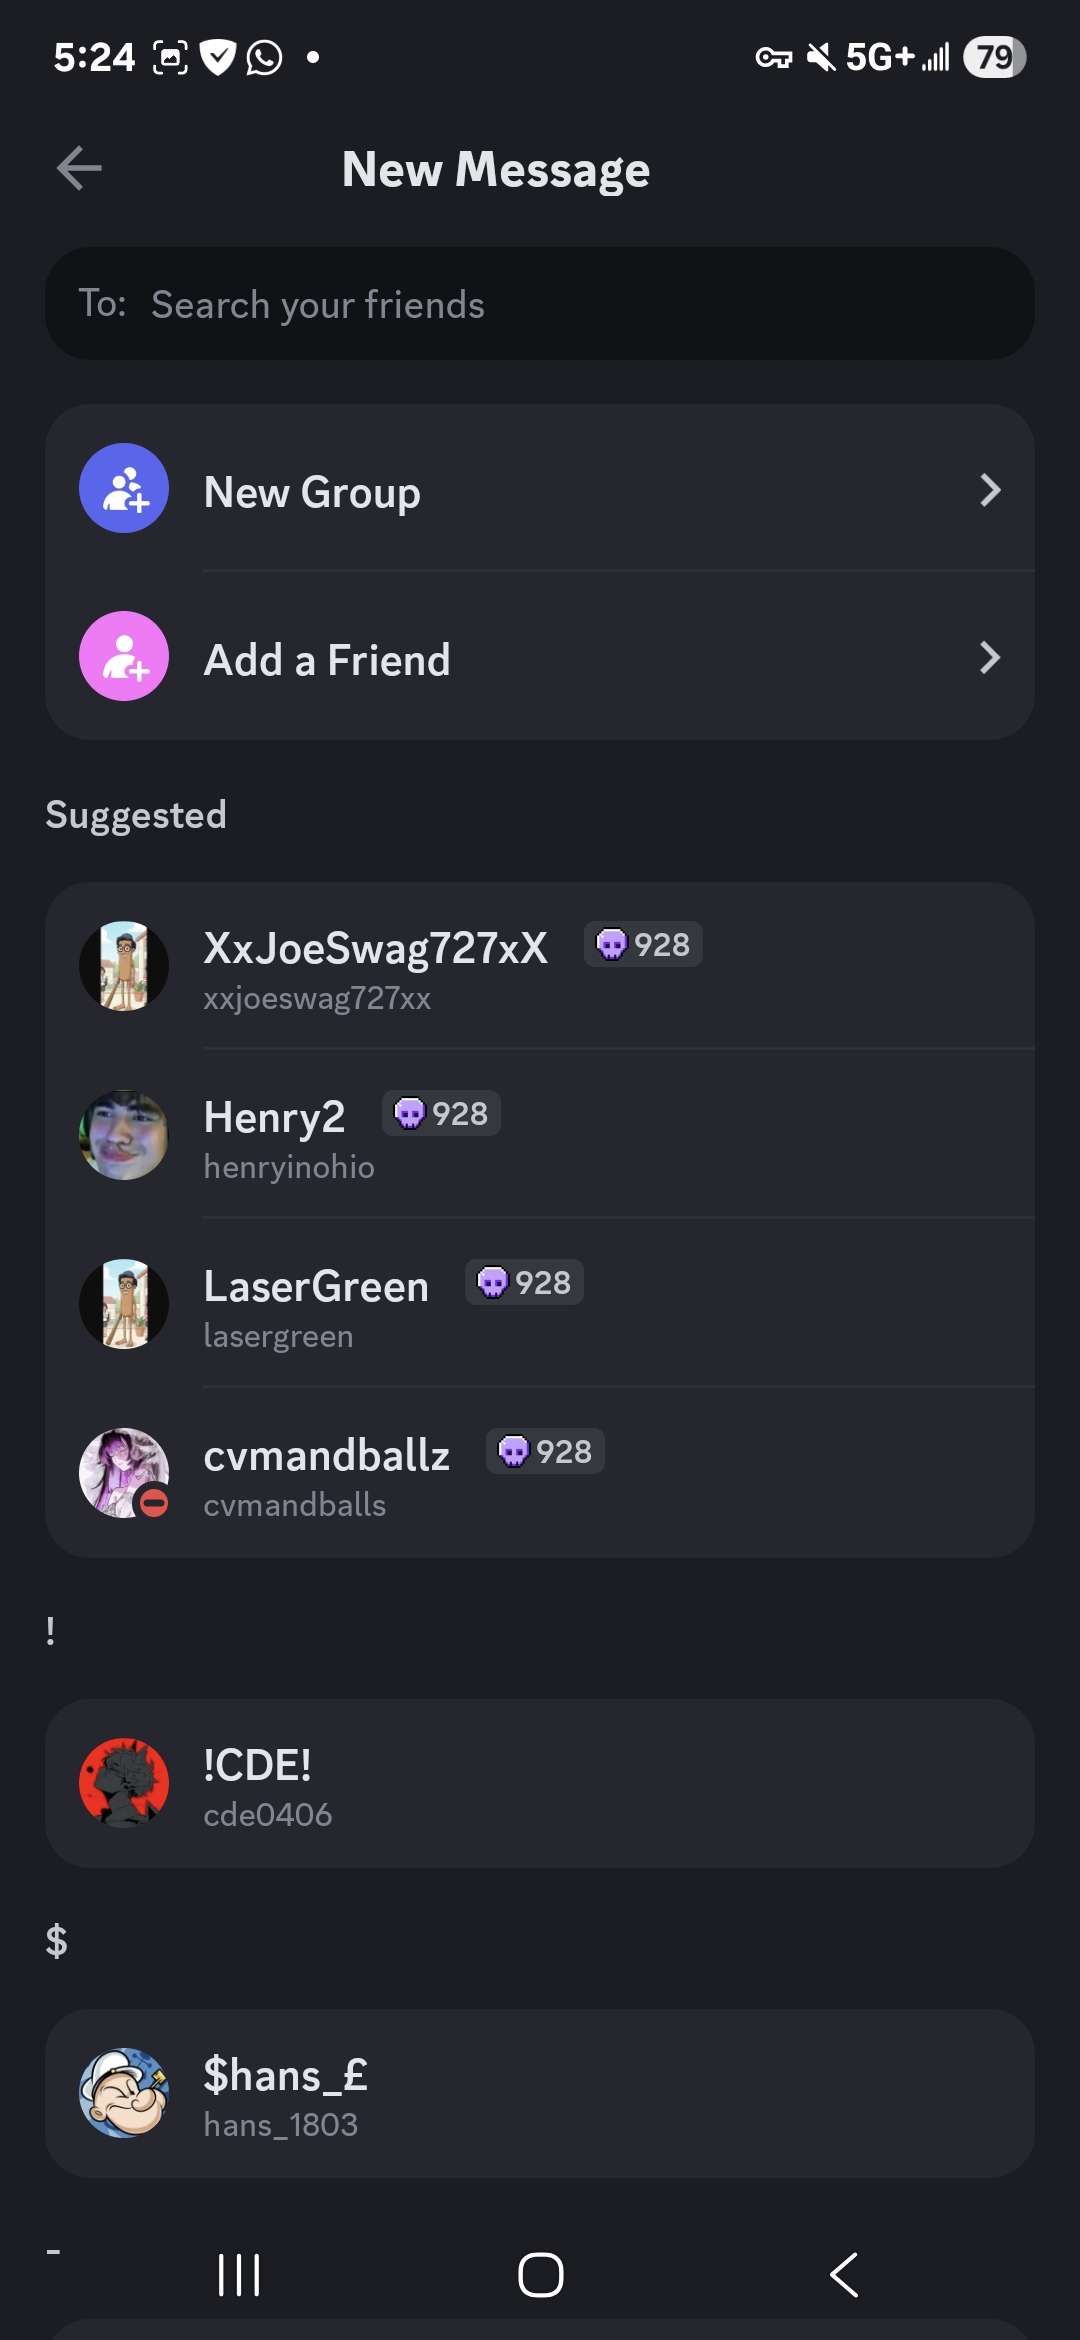 5:24
5G+ 79
New Message
To: Search your friends
New Group
Add a Friend
Suggested
XxJoeSwag727xX 928
xxjoeswag727xx
Henry2 928
henryinohio
LaserGreen 928
lasergreen
cvmandballz 928
cvmandballs
!
!CDE!
cde0406
$
$hans_£
hans_1803
-